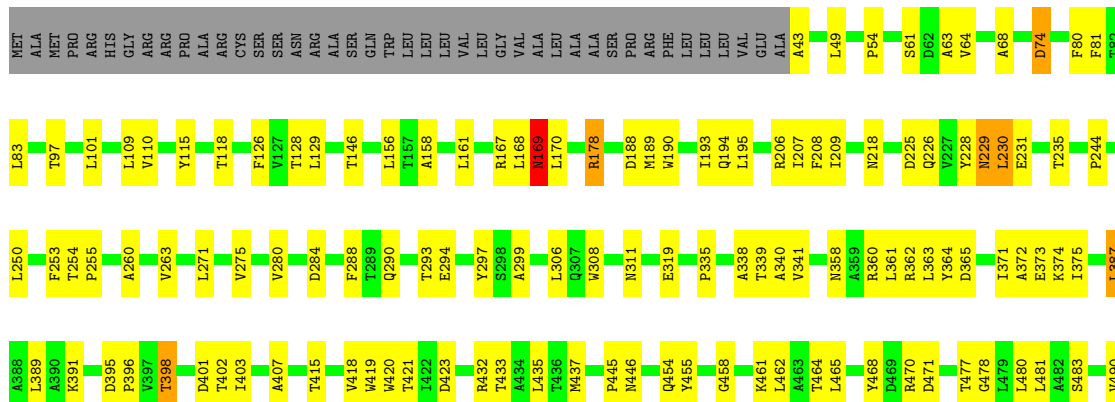 MET ALA MET PRO ARG HIS GLY ARG ARG PRO ALA ARG CYS SER SER ASN ARG ALA SER GLN TRP LEU LEU LEU VAL LEU GLY VAL ALA LEU ALA ALA SER PRO ARG PHE LEU LEU LEU VAL GLU ALA A43 L49 P54 S61 D62 A63 V64 A68 D74 F80 F81 T82
L83 T97 L101 L109 V110 Y115 T118 F126 V127 T128 L129 T146 L156 T157 A158 L161 R167 L168 N169 L170 R178 D188 M189 W190 I193 Q194 L195 R206 I207 F208 I209 N218 D225 Q226 V227 Y228 N229 L230 E231 T235 P244
L250 F253 T254 P255 A260 V263 L271 V275 V280 D284 F288 T289 Q290 T293 E294 Y297 S298 A299 L306 Q307 W308 N311 E319 P335 A338 T339 A340 V341 N358 A359 R360 L361 R362 L363 Y364 D365 I371 A372 E373 K374 I375 L387
A388 L389 A390 K391 D395 P396 V397 T398 D401 T402 I403 A407 T415 V418 W419 W420 T421 I422 D423 R432 T433 A434 L435 T436 M437 P445 N446 Q454 Y455 G458 K461 L462 A463 T464 L465 Y468 D469 R470 D471 T477 G478 L479 L480 L481 A482 S483 V490